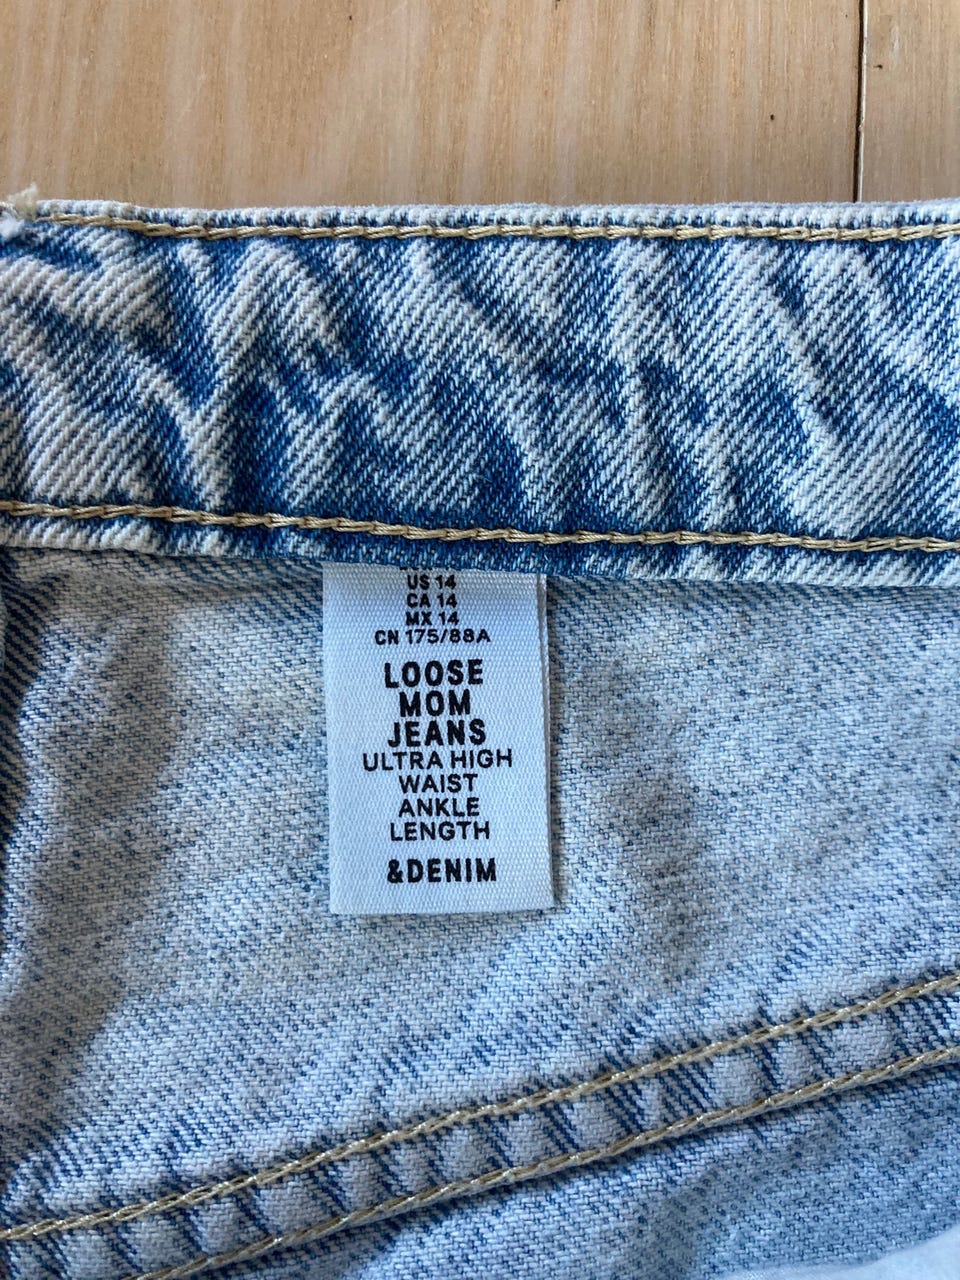 US 14
CA 14
MX 14
CN 175/88A
LOOSE
MOM
JEANS
ULTRA HIGH
WAIST
ANKLE
LENGTH
&DENIM